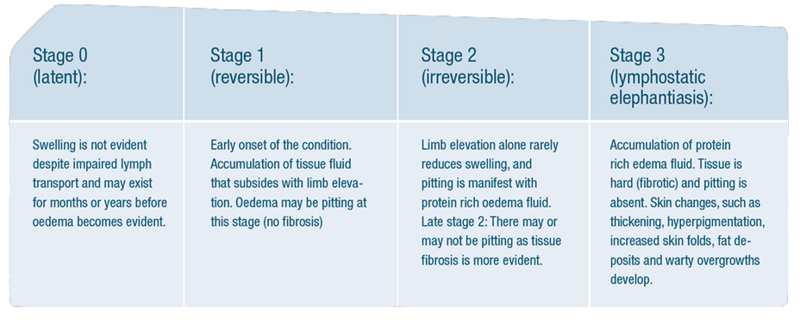 Stage 0
(latent):
Swelling is not evident
despite impaired lymph
transport and may exist
for months or years before
oedema becomes evident.
Stage 1
(reversible):
Early onset of the condition.
Accumulation of tissue fluid
that subsides with limb eleva-
tion. Oedema may be pitting at
this stage (no fibrosis)
Stage 2
(irreversible):
Limb elevation alone rarely
reduces swelling, and
pitting is manifest with
protein rich oedema fluid.
Late stage 2: There may or
may not be pitting as tissue
fibrosis is more evident.
Stage 3
(lymphostatic
elephantiasis):
Accumulation of protein
rich edema fluid. Tissue is
hard (fibrotic) and pitting is
absent. Skin changes, such as
thickening, hyperpigmentation,
increased skin folds, fat de-
posits and warty overgrowths
develop.